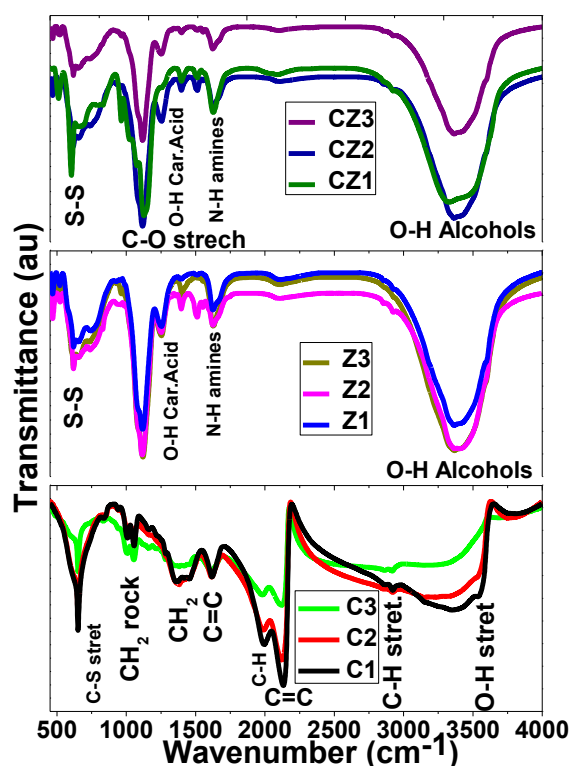 Transmittance (au)
CZ3
CZ2
CZ1
S-S
C-O strech
O-H Car.Acid
N-H amines
O-H Alcohols
Z3
Z2
Z1
S-S
O-H Car.Acid
N-H amines
O-H Alcohols
C3
C2
C1
C-S stret
CH2 rock
CH2
C=C
C-H
C=C
C-H stret.
O-H stret
500 1000 1500 2000 2500 3000 3500 4000
Wavenumber (cm-1)